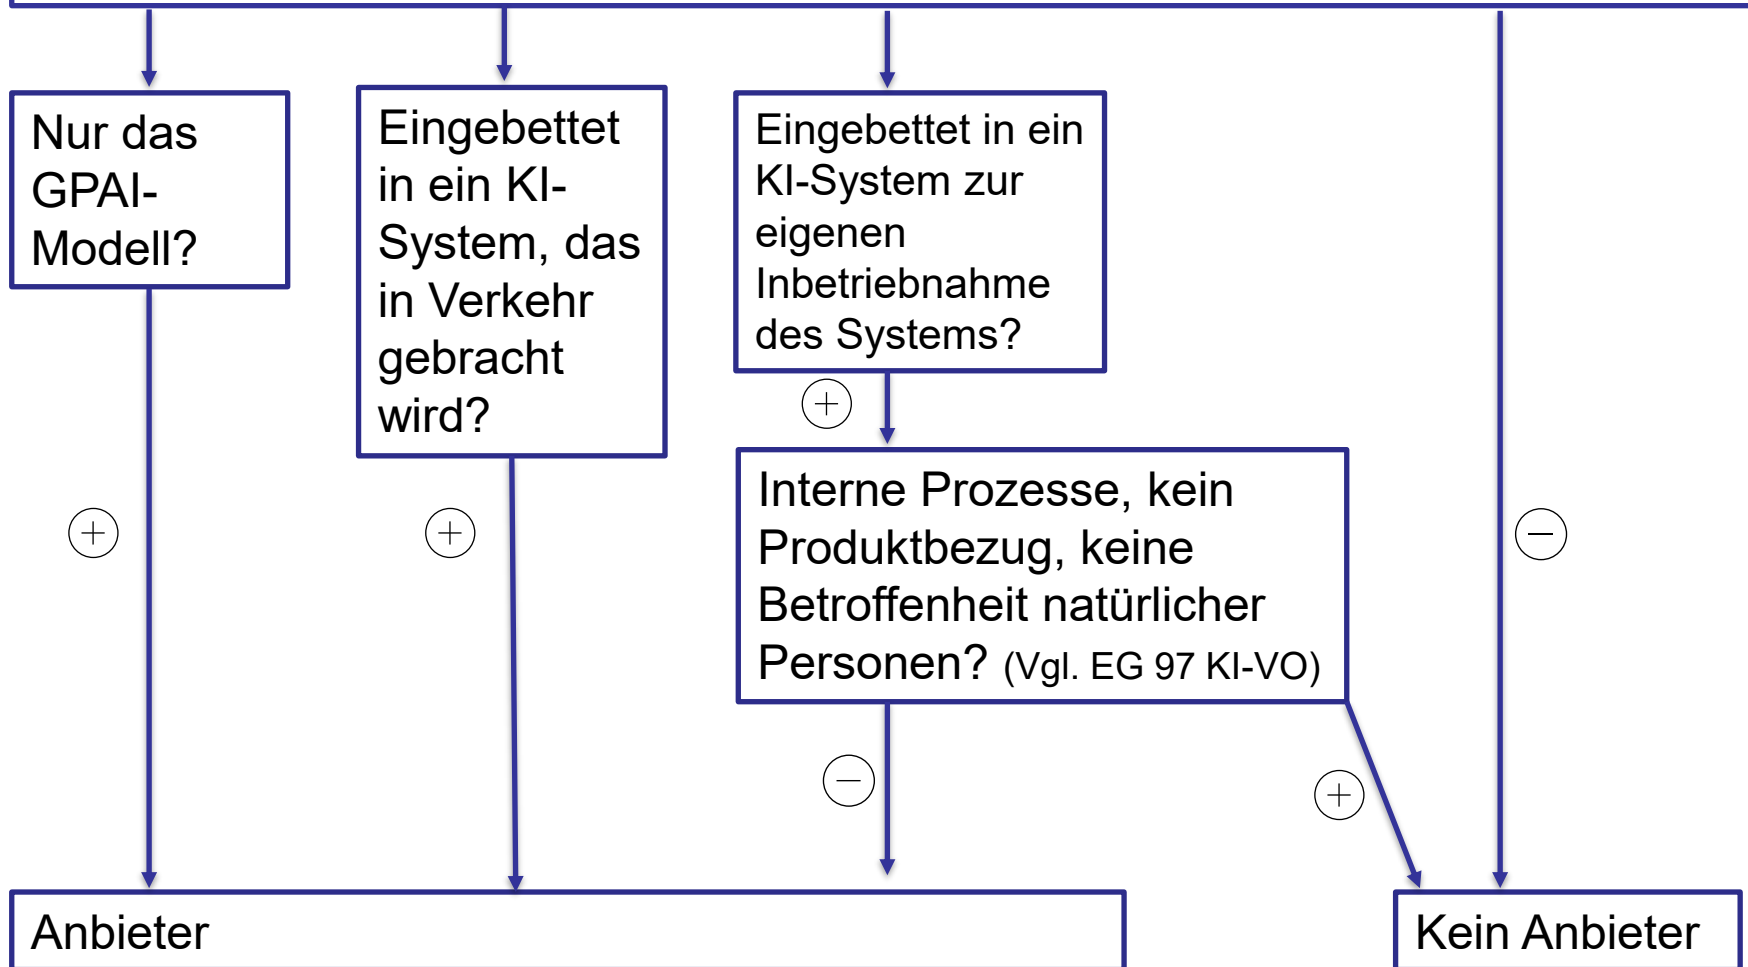 Nur das
GPAI-
Modell?
Eingebettet
in ein KI-
System, das
in Verkehr
gebracht
wird?
Eingebettet in ein
KI-System zur
eigenen
Inbetriebnahme
des Systems?
+
Interne Prozesse, kein
Produktbezug, keine
Betroffenheit natürlicher
Personen? (Vgl. EG 97 KI-VO)
+
+
−
−
+
Anbieter
Kein Anbieter